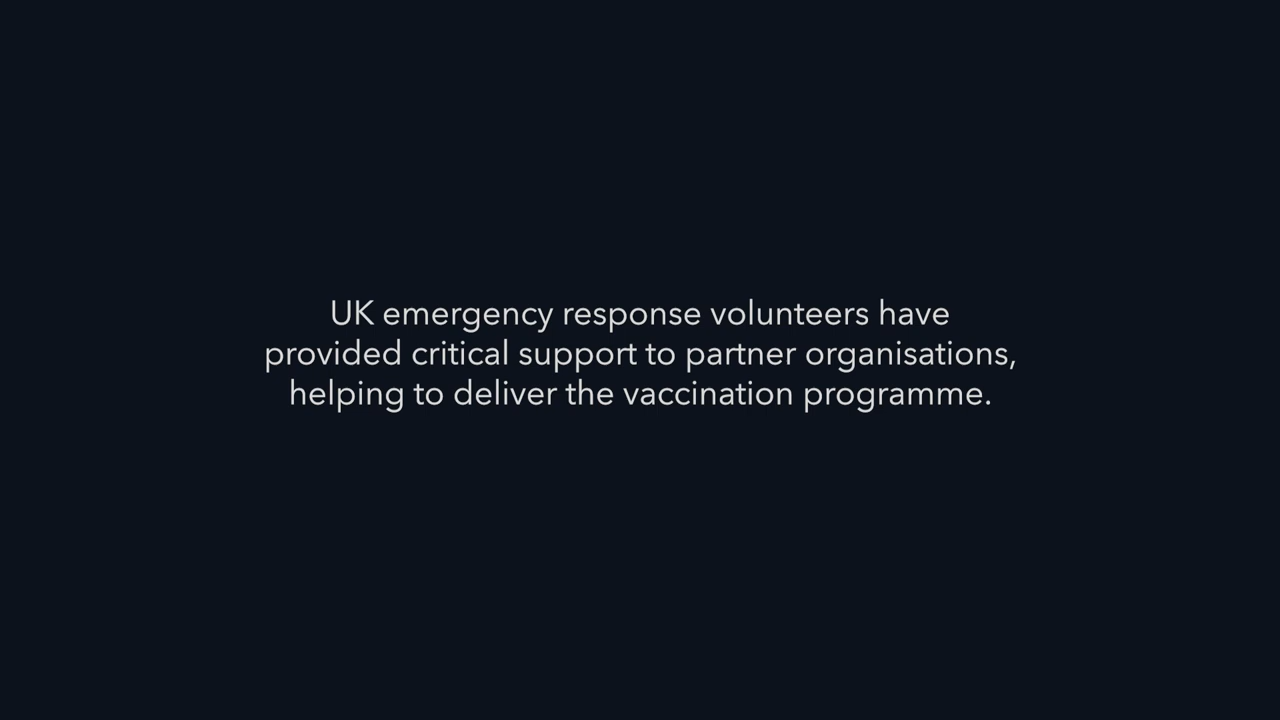 UK emergency response volunteers have
provided critical support to partner organisations,
helping to deliver the vaccination programme.